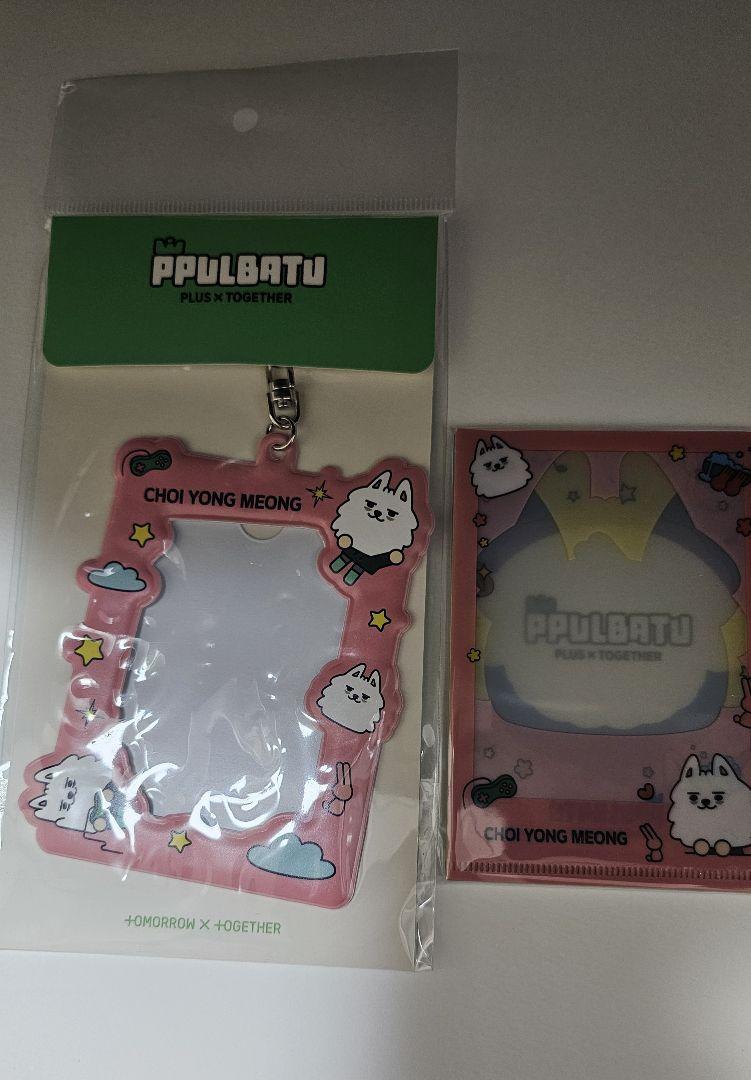 PPULBATU
PLUS × TOGETHER
CHOI YONG MEONG
TOMORROW × TOGETHER
PPULBATU
PLUS × TOGETHER
CHOI YONG MEONG